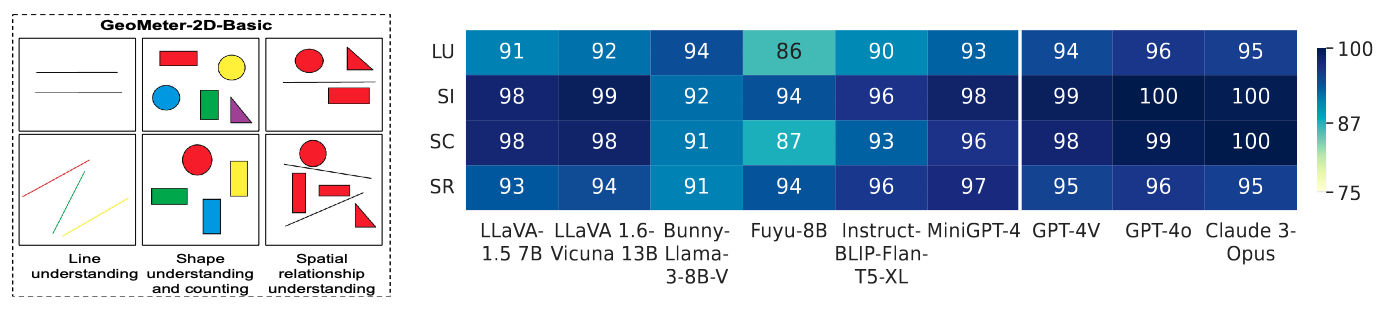 GeoMeter-2D-Basic
Line
understanding
Shape
understanding
and counting
Spatial
relationship
understanding
LU 91 92 94 86 90 93 94 96 95
SI 98 99 92 94 96 98 99 100 100
SC 98 98 91 87 93 96 98 99 100
SR 93 94 91 94 96 97 95 96 95
LLaVA-
1.5 7B
LLaVA 1.6-
Vicuna 13B
Bunny-
Llama-
3-8B-V
Fuyu-8B
Instruct-
BLIP-Flan-
T5-XL
MiniGPT-4
GPT-4V
GPT-4o
Claude 3-
Opus
100
87
75